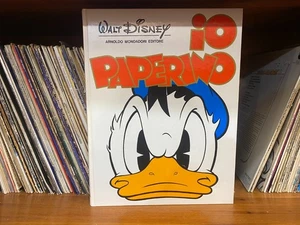 WALT DISNEY
ARNOLDO MONDADORI EDITORE
io
PAPERINO